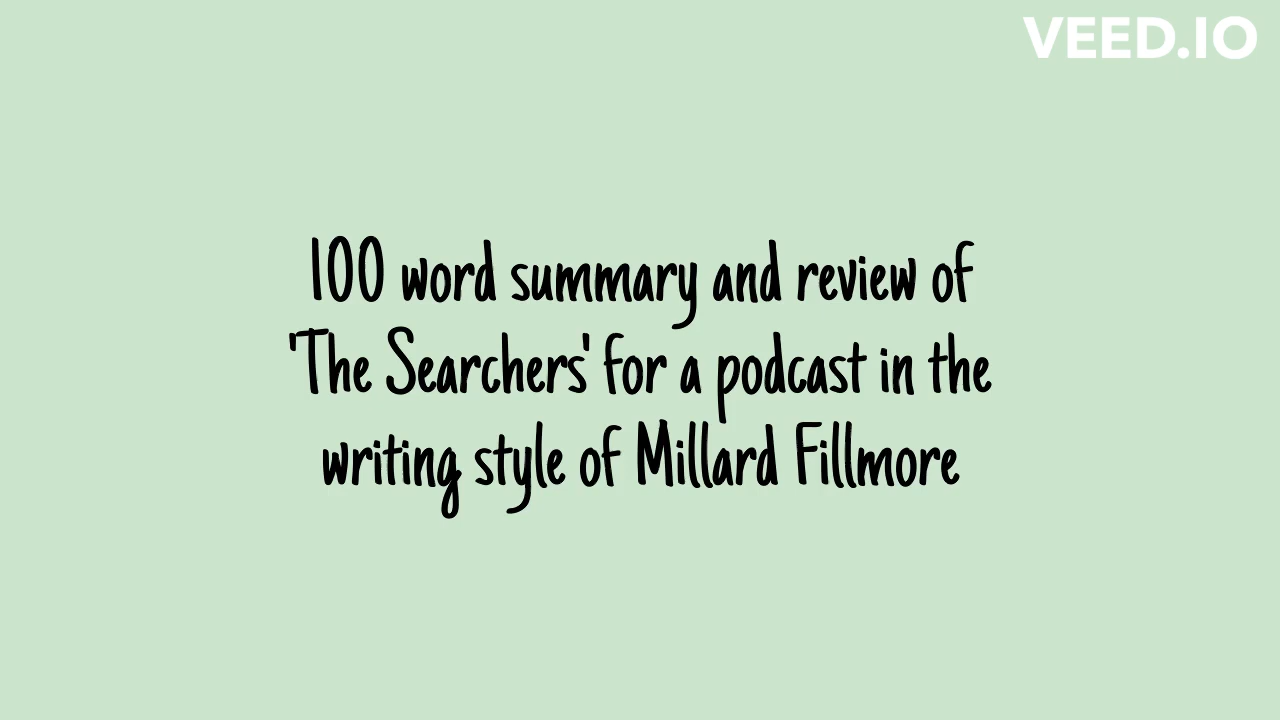 VEED.IO
100 word summary and review of
'The Searchers' for a podcast in the
writing style of Millard Fillmore